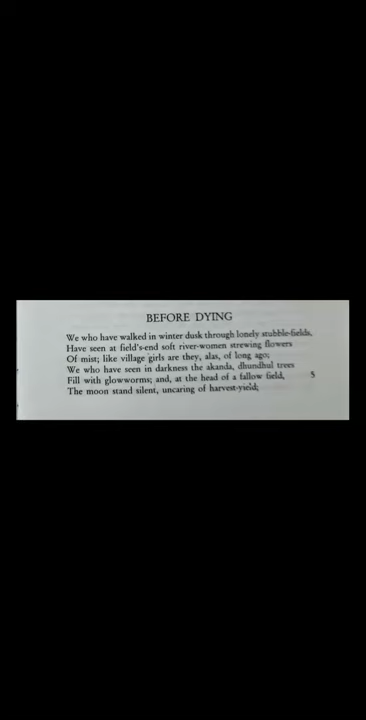 BEFORE DYING
We who have walked in winter dusk through lonely stubble-fields,
Have seen at field's-end soft river-women strewing flowers
Of mist; like village girls are they, alas, of long ago;
We who have seen in darkness the akanda, dhundhul trees
Fill with glowworms; and, at the head of a fallow field, 5
The moon stand silent, uncaring of harvest-yield;